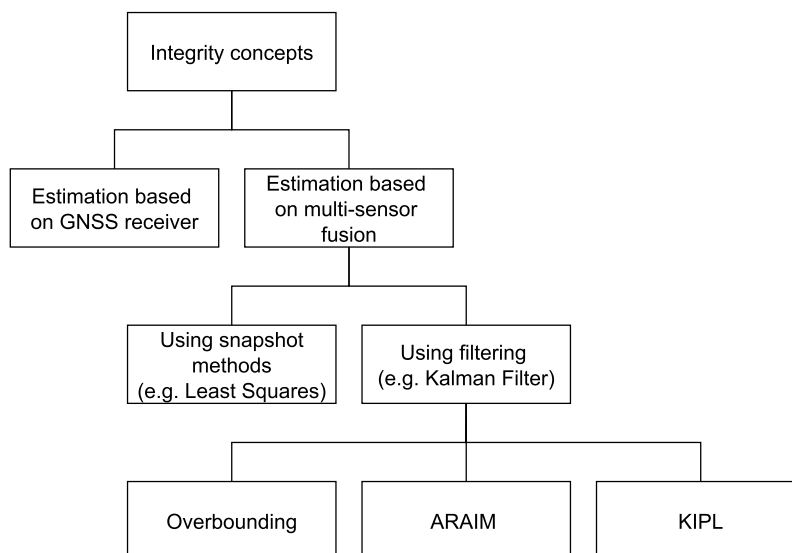 Integrity concepts
Estimation based
on GNSS receiver
Estimation based
on multi-sensor
fusion
Using snapshot
methods
(e.g. Least Squares)
Using filtering
(e.g. Kalman Filter)
Overbounding
ARAIM
KIPL